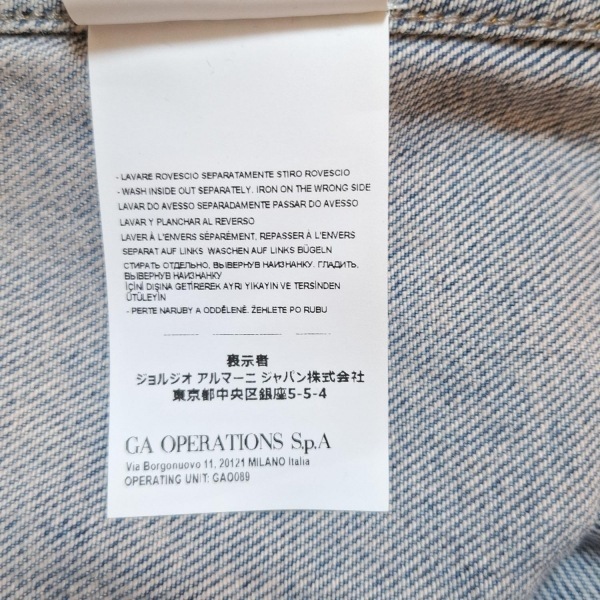 - LAVARE ROVESCIO SEPARATAMENTE STIRO ROVESCIO
- WASH INSIDE OUT SEPARATELY. IRON ON THE WRONG SIDE
LAVAR DO AVESSO SEPARADAMENTE PASSAR DO AVESSO
LAVAR Y PLANCHAR AL REVERSO
LAVER À L'ENVERS SÉPARÉMENT, REPASSER À L'ENVERS
SEPARAT AUF LINKS WASCHEN AUF LINKS BÜGELN
СТИРАТЬ ОТДЕЛЬНО, ВЫВЕРНУВ НАИЗНАНКУ. ГЛАДИТЬ,
ВЫВЕРНУВ НАИЗНАНКУ
İÇİNİ DIŞINA GETİREREK AYRI YIKAYIN VE TERSİNDEN
ÜTÜLEYİN
- PERTE NARUBY A ODDĚLENĚ. ŽEHLETE PO RUBU
表示者
ジョルジオ アルマーニ ジャパン株式会社
東京都中央区銀座5-5-4
GA OPERATIONS S.p.A
Via Borgonuovo 11, 20121 MILANO Italia
OPERATING UNIT: GAO089